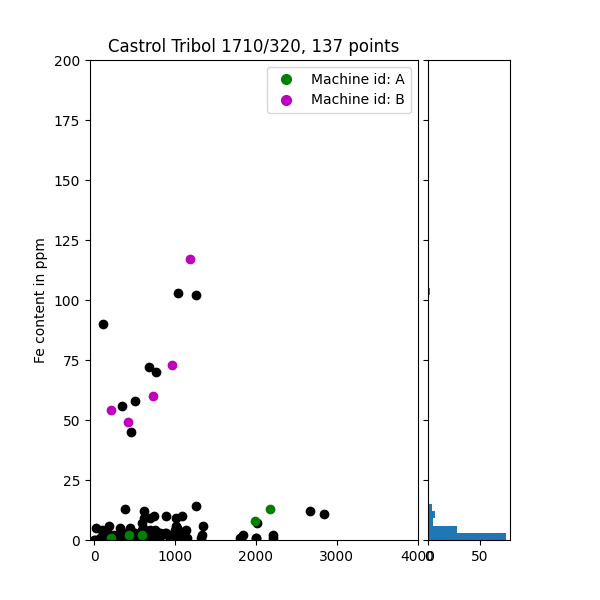 Castrol Tribol 1710/320, 137 points
Machine id: A
Machine id: B
Fe content in ppm
200
175
150
125
100
75
50
25
0
0 1000 2000 3000 4000
0 50